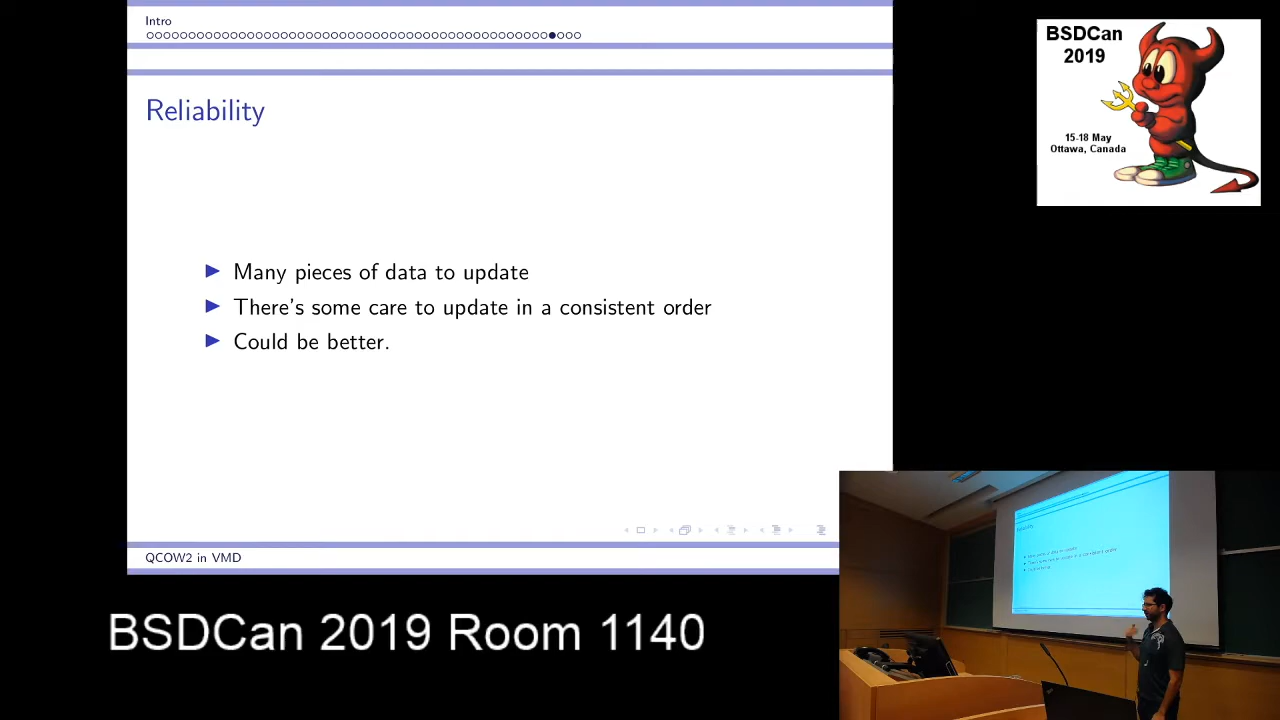 Intro
Reliability
Many pieces of data to update
There's some care to update in a consistent order
Could be better.
QCOW2 in VMD
BSDCan 2019 Room 1140
BSDCan
2019
15-18 May
Ottawa, Canada